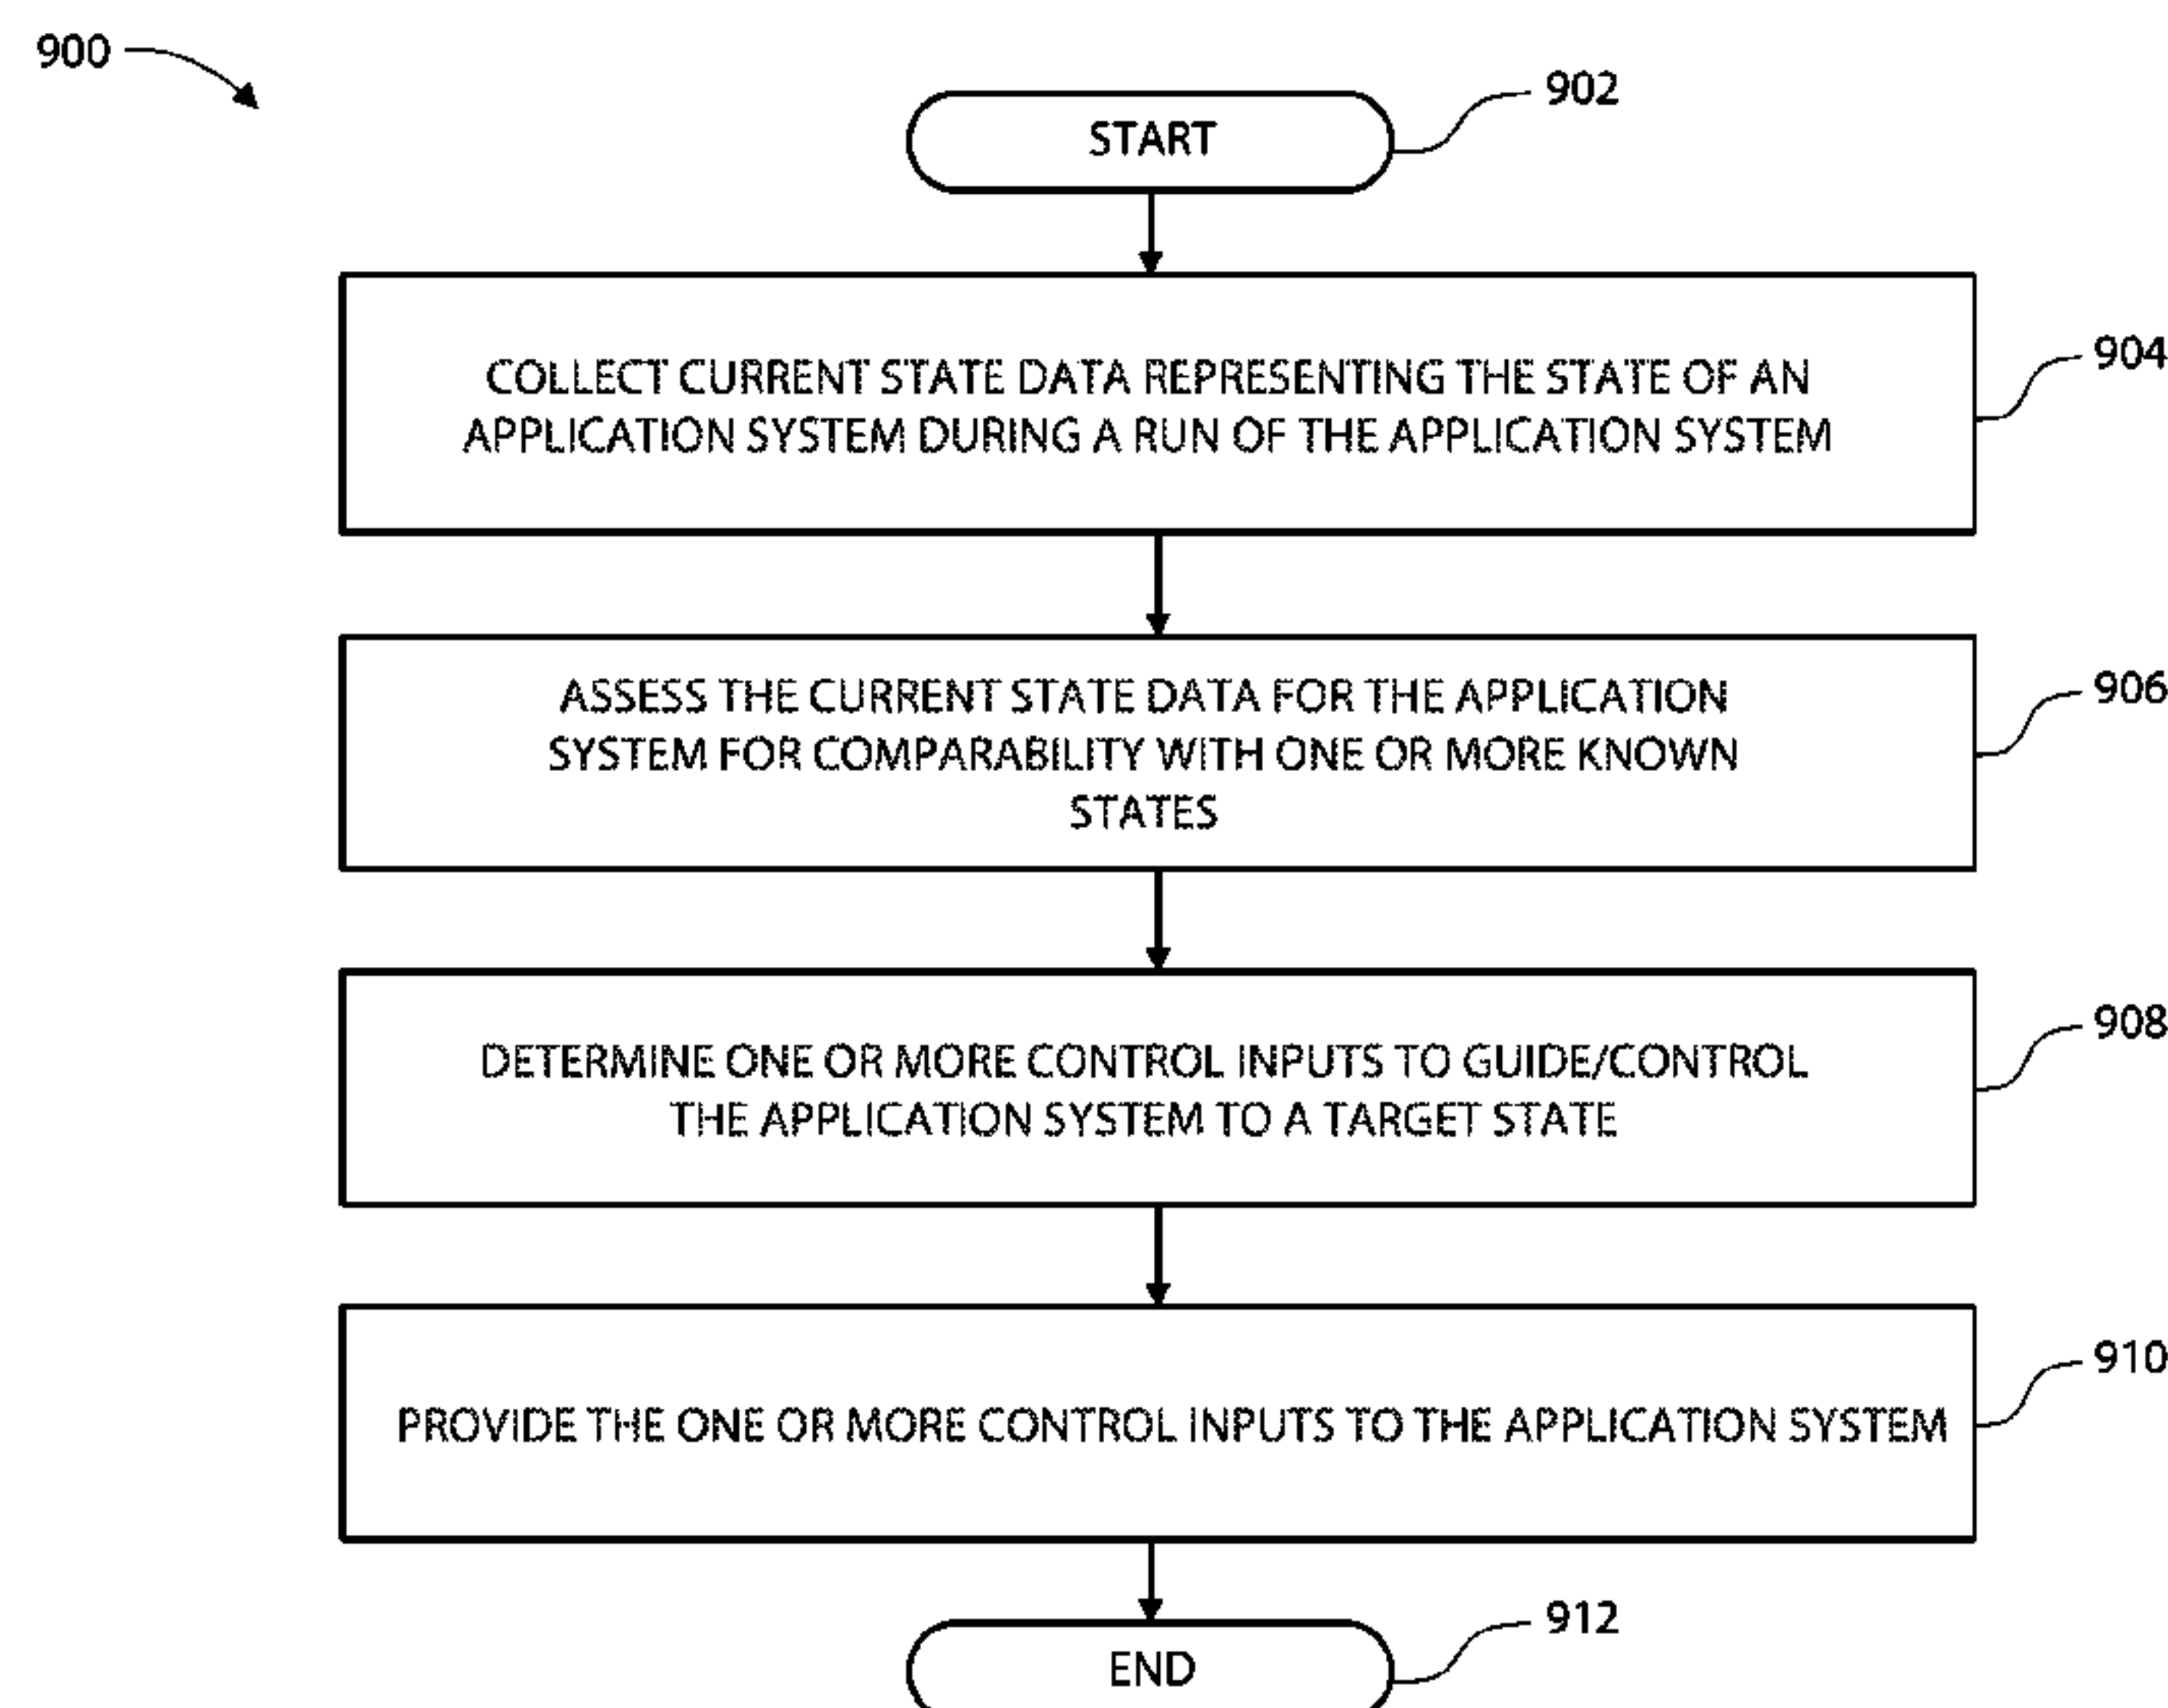 900
902
START
904
COLLECT CURRENT STATE DATA REPRESENTING THE STATE OF AN
APPLICATION SYSTEM DURING A RUN OF THE APPLICATION SYSTEM
906
ASSESS THE CURRENT STATE DATA FOR THE APPLICATION
SYSTEM FOR COMPARABILITY WITH ONE OR MORE KNOWN
STATES
908
DETERMINE ONE OR MORE CONTROL INPUTS TO GUIDE/CONTROL
THE APPLICATION SYSTEM TO A TARGET STATE
910
PROVIDE THE ONE OR MORE CONTROL INPUTS TO THE APPLICATION SYSTEM
912
END